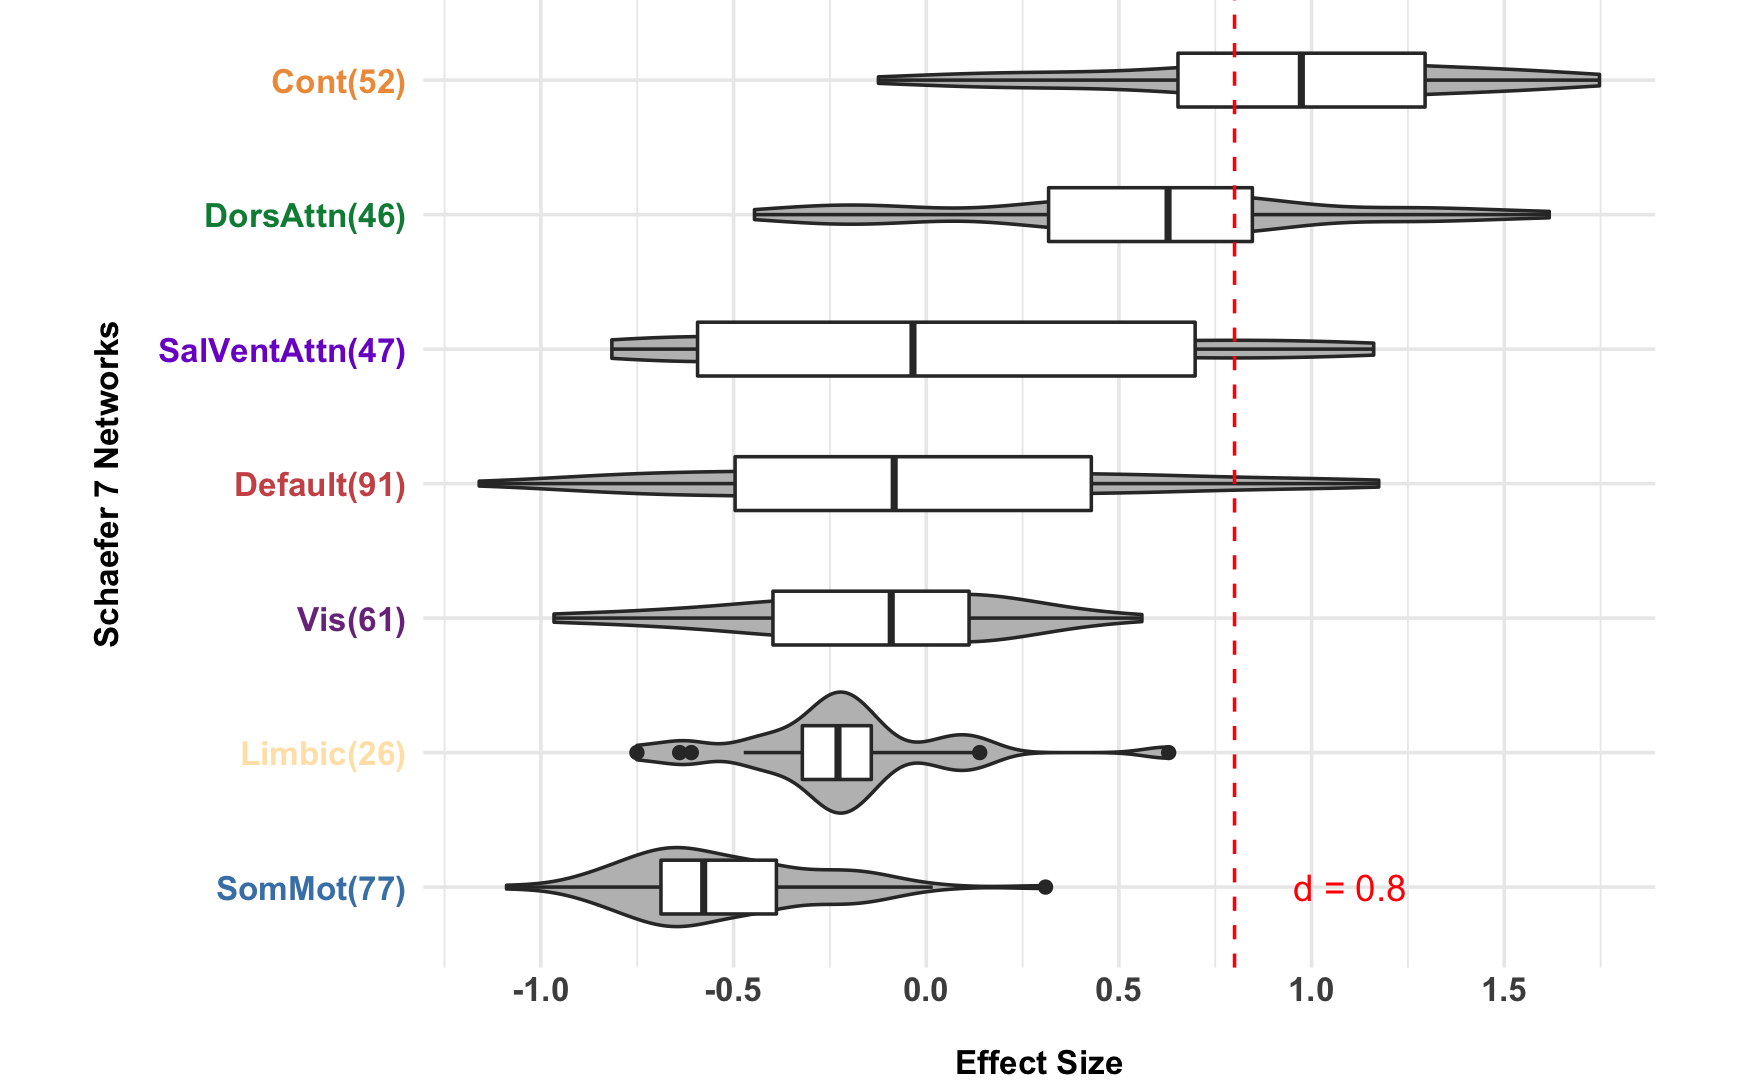 Cont(52)
DorsAttn(46)
SalVentAttn(47)
Default(91)
Vis(61)
Limbic(26)
SomMot(77)
Schaefer 7 Networks
d = 0.8
-1.0 -0.5 0.0 0.5 1.0 1.5
Effect Size